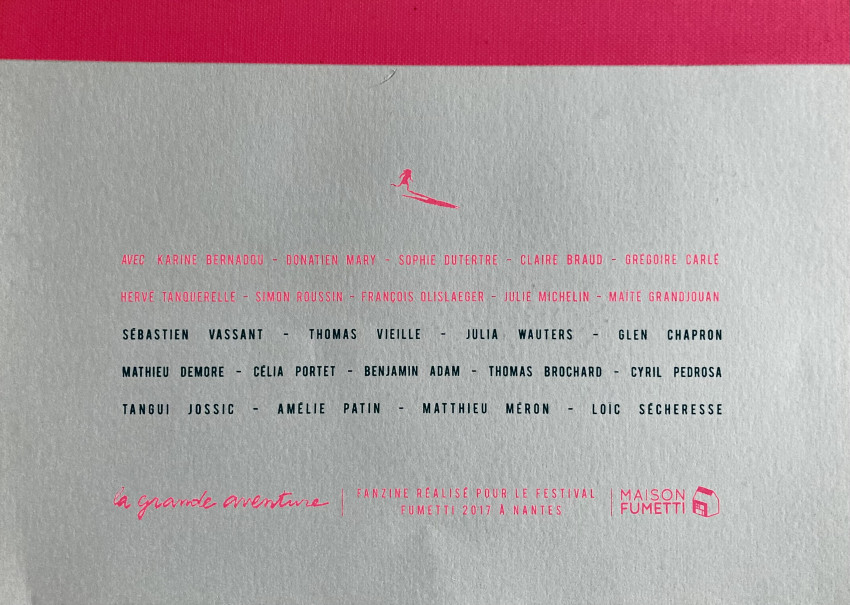 AVEC KARINE BERNADOU - DONATIEN MARY - SOPHIE DUTERTRE - CLAIRE BRAUD - GRÉGOIRE CARLÉ
HERVÉ TANQUERELLE - SIMON ROUSSIN - FRANÇOIS OLISLAEGER - JULIE MICHELIN - MAÏTÉ GRANDJOUAN
SÉBASTIEN VASSANT - THOMAS VIEILLE - JULIA WAUTERS - GLEN CHAPRON
MATHIEU DEMORE - CÉLIA PORTET - BENJAMIN ADAM - THOMAS BROCHARD - CYRIL PEDROSA
TANGUI JOSSIC - AMÉLIE PATIN - MATTHIEU MÉRON - LOÏC SÉCHERESSE
la grande aventure
FANZINE RÉALISÉ POUR LE FESTIVAL
FUMETTI 2017 À NANTES
MAISON
FUMETTI